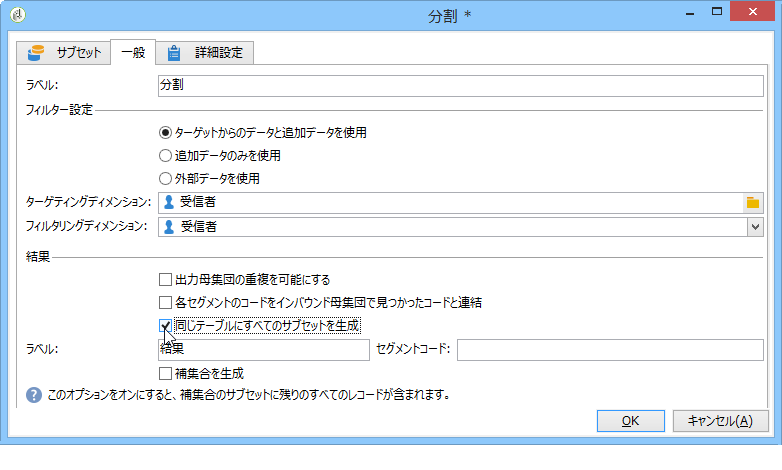 分割 *
サブセット 一般 詳細設定
ラベル: 分割
フィルター設定
ターゲットからのデータと追加データを使用
追加データのみを使用
外部データを使用
ターゲティングディメンション: 受信者
フィルタリングディメンション: 受信者
結果
出力母集団の重複を可能にする
各セグメントのコードをインバウンド母集団で見つかったコードと連結
同じテーブルにすべてのサブセットを生成
ラベル: 結果 セグメントコード:
補集合を生成
? このオプションをオンにすると、補集合のサブセットに残りのすべてのレコードが含まれます。
OK キャンセル(A)